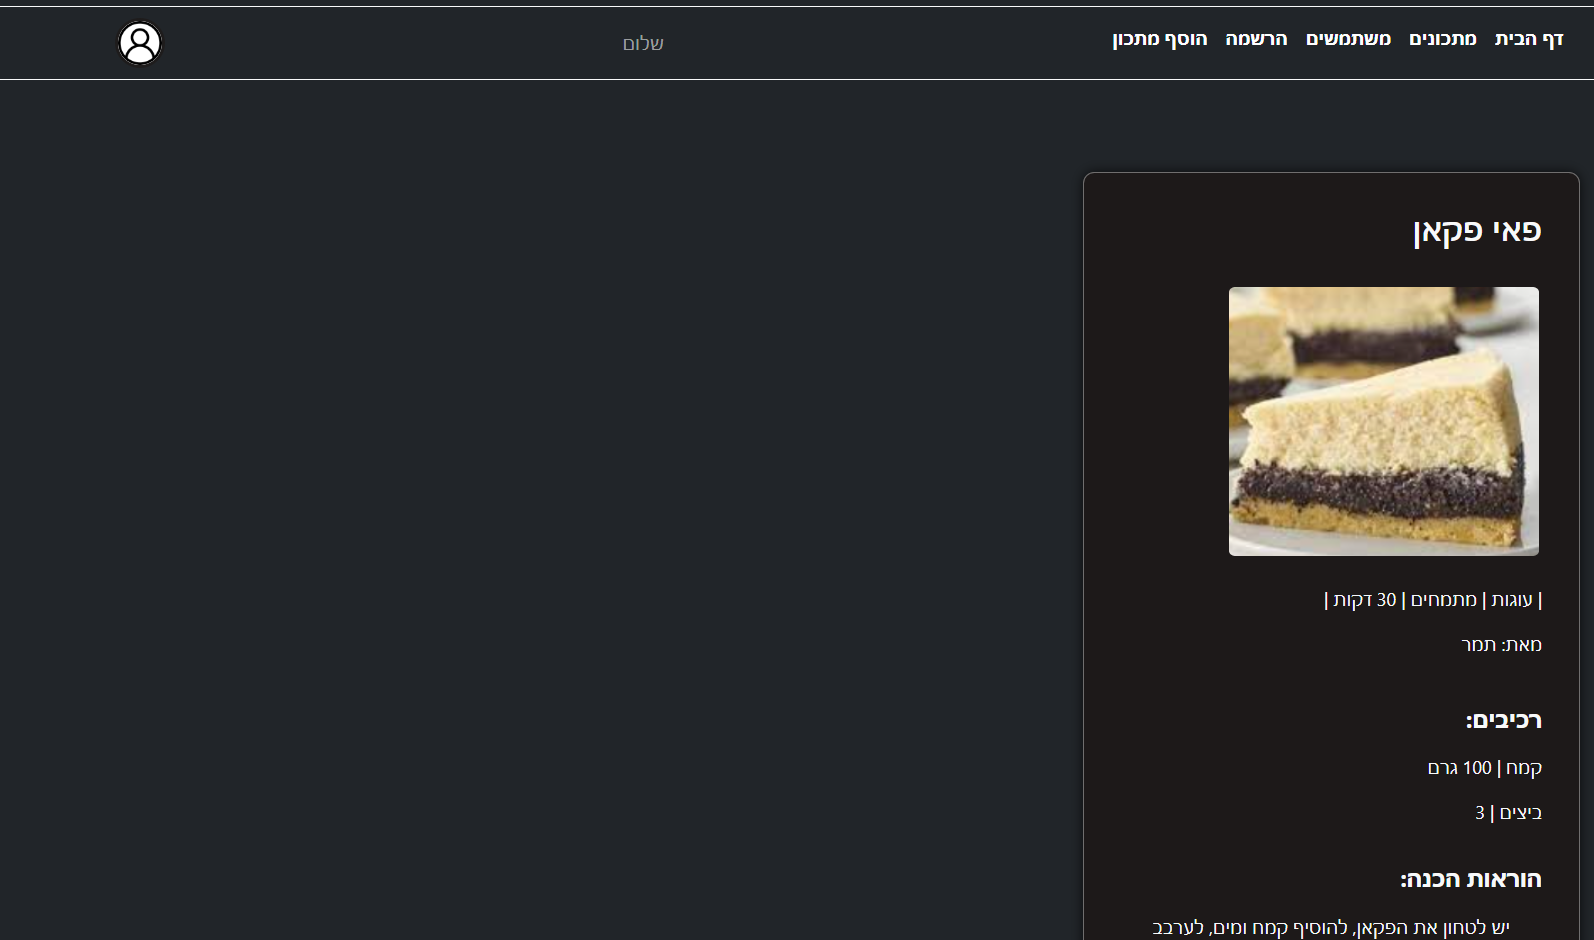 דף הבית מתכונים משתמשים הרשמה הוסף מתכון
שלום
פאי פקאן
| עוגות | מתמחים | 30 דקות |
מאת: תמר
רכיבים:
קמח | 100 גרם
ביצים | 3
הוראות הכנה:
יש לטחון את הפקאן, להוסיף קמח ומים, לערבב